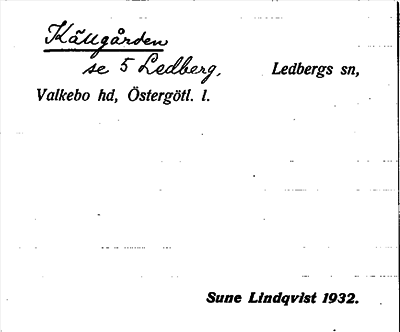 Källgården
se 5 Ledberg. Ledbergs sn,
Valkebo hd, Östergötl. l.
Sune Lindqvist 1932.